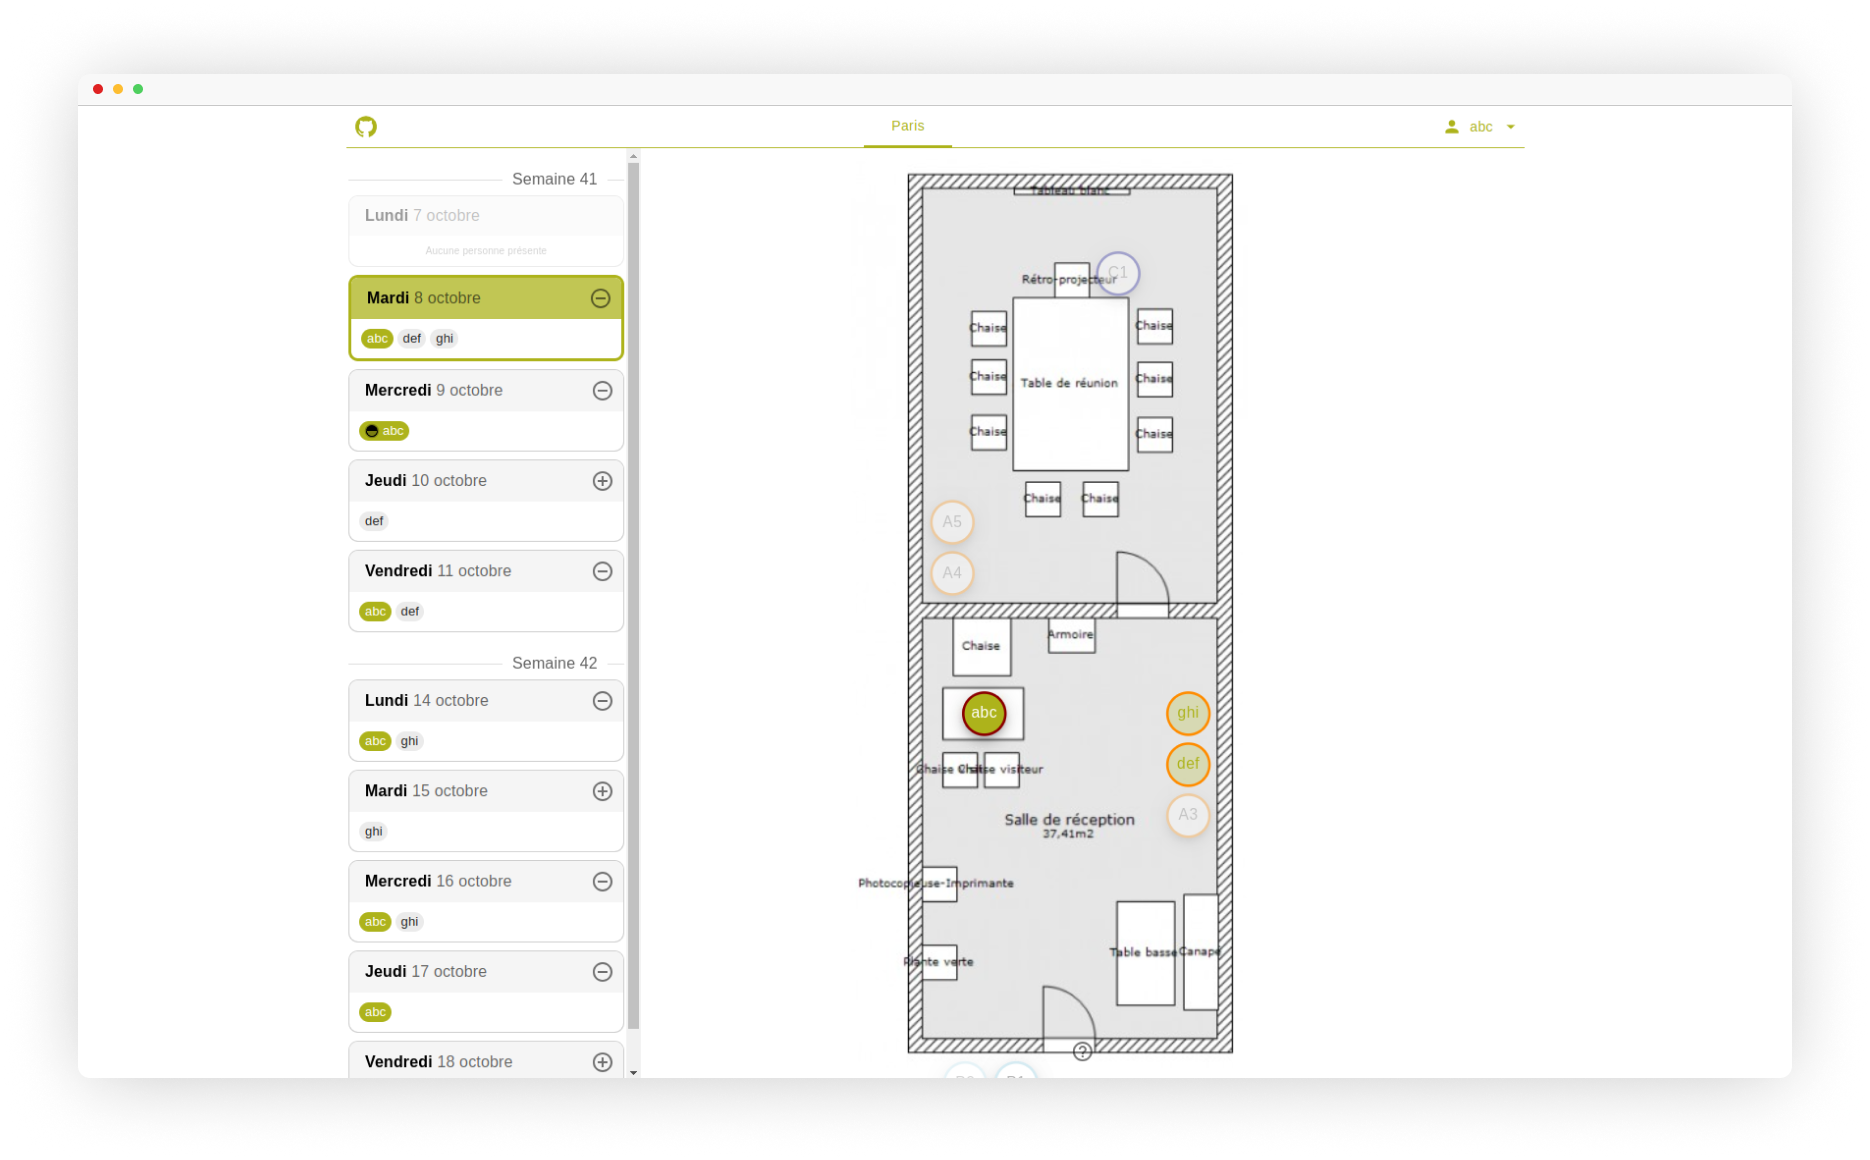 Paris
abc
Semaine 41
Lundi 7 octobre
Aucune personne présente
Mardi 8 octobre
abc def ghi
Mercredi 9 octobre
abc
Jeudi 10 octobre
def
Vendredi 11 octobre
abc def
Semaine 42
Lundi 14 octobre
abc ghi
Mardi 15 octobre
ghi
Mercredi 16 octobre
abc ghi
Jeudi 17 octobre
abc
Vendredi 18 octobre
Tableau blanc
C1
Rétro-projecteur
Chaise Chaise
Chaise Table de réunion Chaise
Chaise Chaise
Chaise Chaise
A5
A4
Chaise Armoire
abc ghi
def
Chaise Chaise visiteur
A3
Salle de réception
37,41m2
Photocopieuse-Imprimante
Table basse Canapé
Plante verte
?